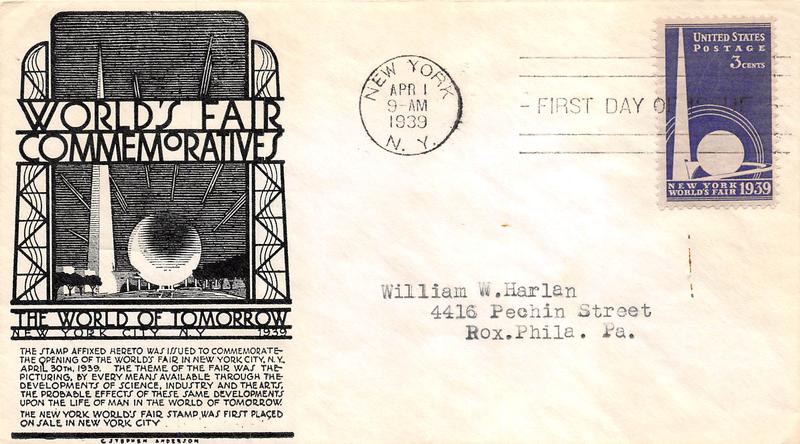 WORLD'S FAIR
COMMEMORATIVES
THE WORLD OF TOMORROW
NEW YORK CITY N.Y. 1939
THE STAMP AFFIXED HERETO WAS ISSUED TO COMMEMORATE-
THE OPENING OF THE WORLD'S FAIR IN NEW YORK CITY, N.Y.
APRIL 30TH, 1939. THE THEME OF THE FAIR WAS THE-
PICTURING, BY EVERY MEANS AVAILABLE THROUGH THE-
DEVELOPMENTS OF SCIENCE, INDUSTRY AND THE ARTS,
THE PROBABLE EFFECTS OF THESE SAME DEVELOPMENTS
UPON THE LIFE OF MAN IN THE WORLD OF TOMORROW.
THE NEW YORK WORLD'S FAIR STAMP WAS FIRST PLACED
ON SALE IN NEW YORK CITY
C. STEPHEN ANDERSON
NEW YORK
APR 1
9-AM
1939
N. Y.
- FIRST DAY OF
UNITED STATES
POSTAGE
3 CENTS
NEW YORK
WORLD'S FAIR 1939
William W.Harlan
4416 Pechin Street
Rox.Phila. Pa.